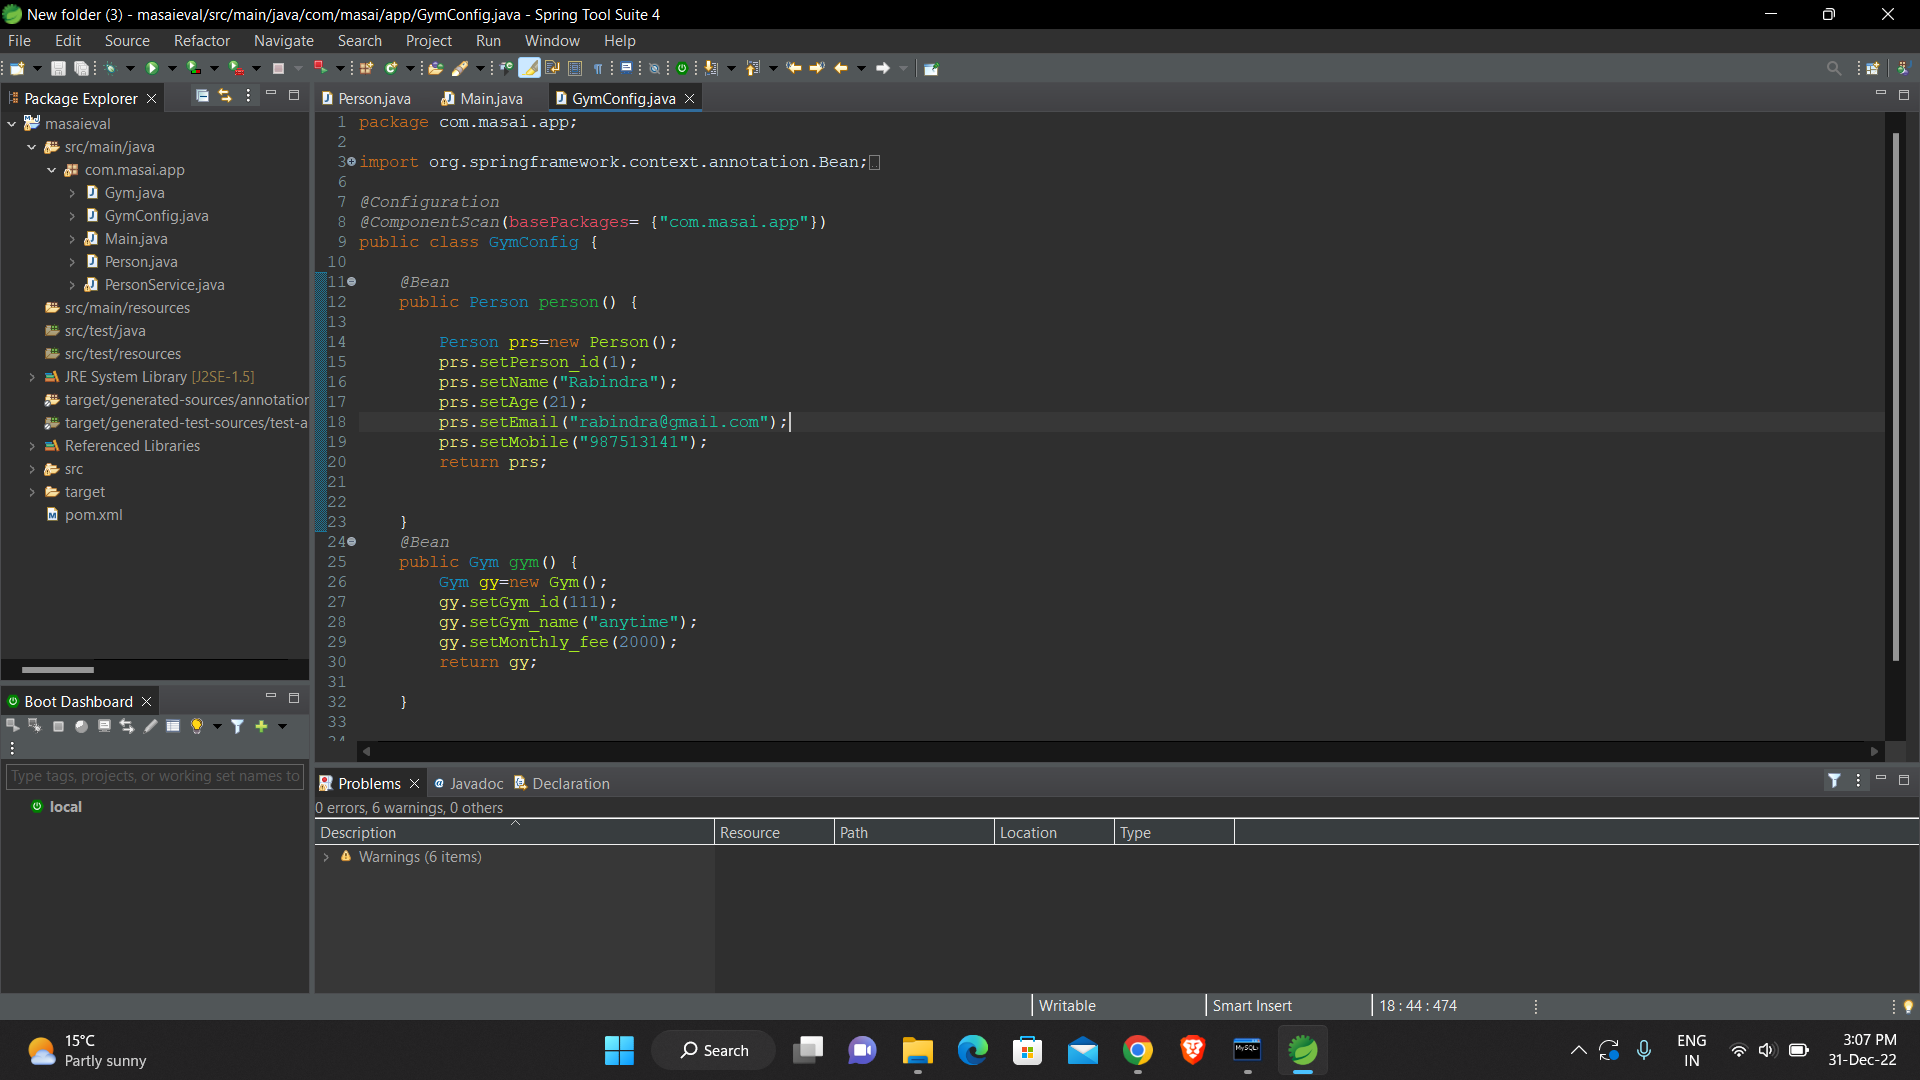 New folder (3) - masaieval/src/main/java/com/masai/app/GymConfig.java - Spring Tool Suite 4
File Edit Source Refactor Navigate Search Project Run Window Help
Package Explorer
masaieval
src/main/java
com.masai.app
Gym.java
GymConfig.java
Main.java
Person.java
PersonService.java
src/main/resources
src/test/java
src/test/resources
JRE System Library [J2SE-1.5]
target/generated-sources/annotation
target/generated-test-sources/test-a
Referenced Libraries
src
target
pom.xml
Boot Dashboard
Type tags, projects, or working set names to
local
Person.java Main.java GymConfig.java
1 package com.masai.app;
2
3 import org.springframework.context.annotation.Bean;
6
7 @Configuration
8 @ComponentScan(basePackages= {"com.masai.app"})
9 public class GymConfig {
10
11 @Bean
12 public Person person() {
13
14 Person prs=new Person();
15 prs.setPerson_id(1);
16 prs.setName("Rabindra");
17 prs.setAge(21);
18 prs.setEmail("rabindra@gmail.com");
19 prs.setMobile("987513141");
20 return prs;
21
22
23 }
24 @Bean
25 public Gym gym() {
26 Gym gy=new Gym();
27 gy.setGym_id(111);
28 gy.setGym_name("anytime");
29 gy.setMonthly_fee(2000);
30 return gy;
31
32 }
33
34
Problems Javadoc Declaration
0 errors, 6 warnings, 0 others
Description Resource Path Location Type
Warnings (6 items)
Writable Smart Insert 18 : 44 : 474
15°C
Partly sunny
Search
MySQL
ENG
IN
3:07 PM
31-Dec-22